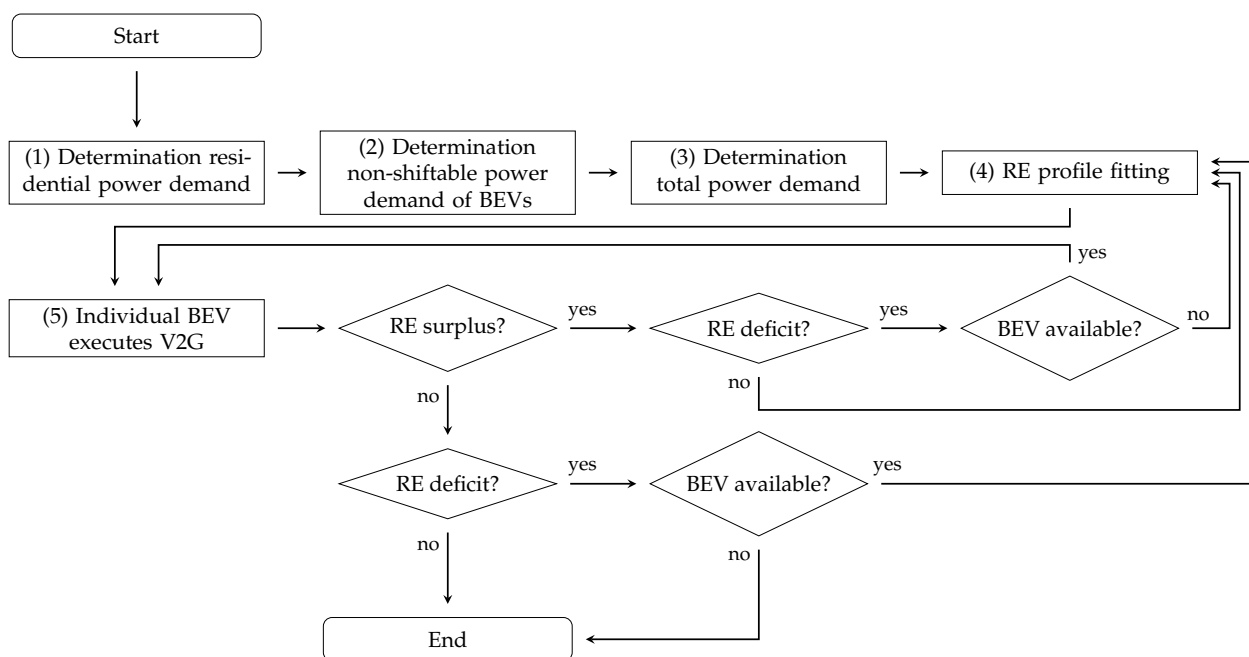 Start
(1) Determination resi-
dential power demand
(2) Determination
non-shiftable power
demand of BEVs
(3) Determination
total power demand
(4) RE profile fitting
yes
(5) Individual BEV
executes V2G
RE surplus?
yes
RE deficit?
yes
BEV available?
no
no
no
RE deficit?
yes
BEV available?
yes
no
no
End